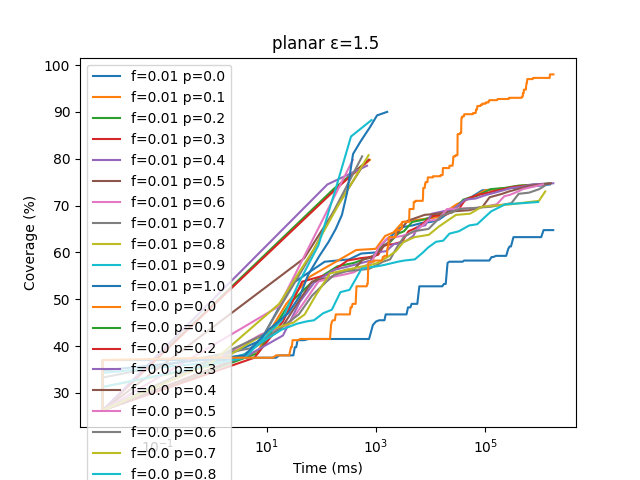 planar ε=1.5
Coverage (%)
100
90
80
70
60
50
40
30
f=0.01 p=0.0
f=0.01 p=0.1
f=0.01 p=0.2
f=0.01 p=0.3
f=0.01 p=0.4
f=0.01 p=0.5
f=0.01 p=0.6
f=0.01 p=0.7
f=0.01 p=0.8
f=0.01 p=0.9
f=0.01 p=1.0
f=0.0 p=0.0
f=0.0 p=0.1
f=0.0 p=0.2
f=0.0 p=0.3
f=0.0 p=0.4
f=0.0 p=0.5
f=0.0 p=0.6
f=0.0 p=0.7
f=0.0 p=0.8
10⁻¹ 10¹ 10³ 10⁵
Time (ms)